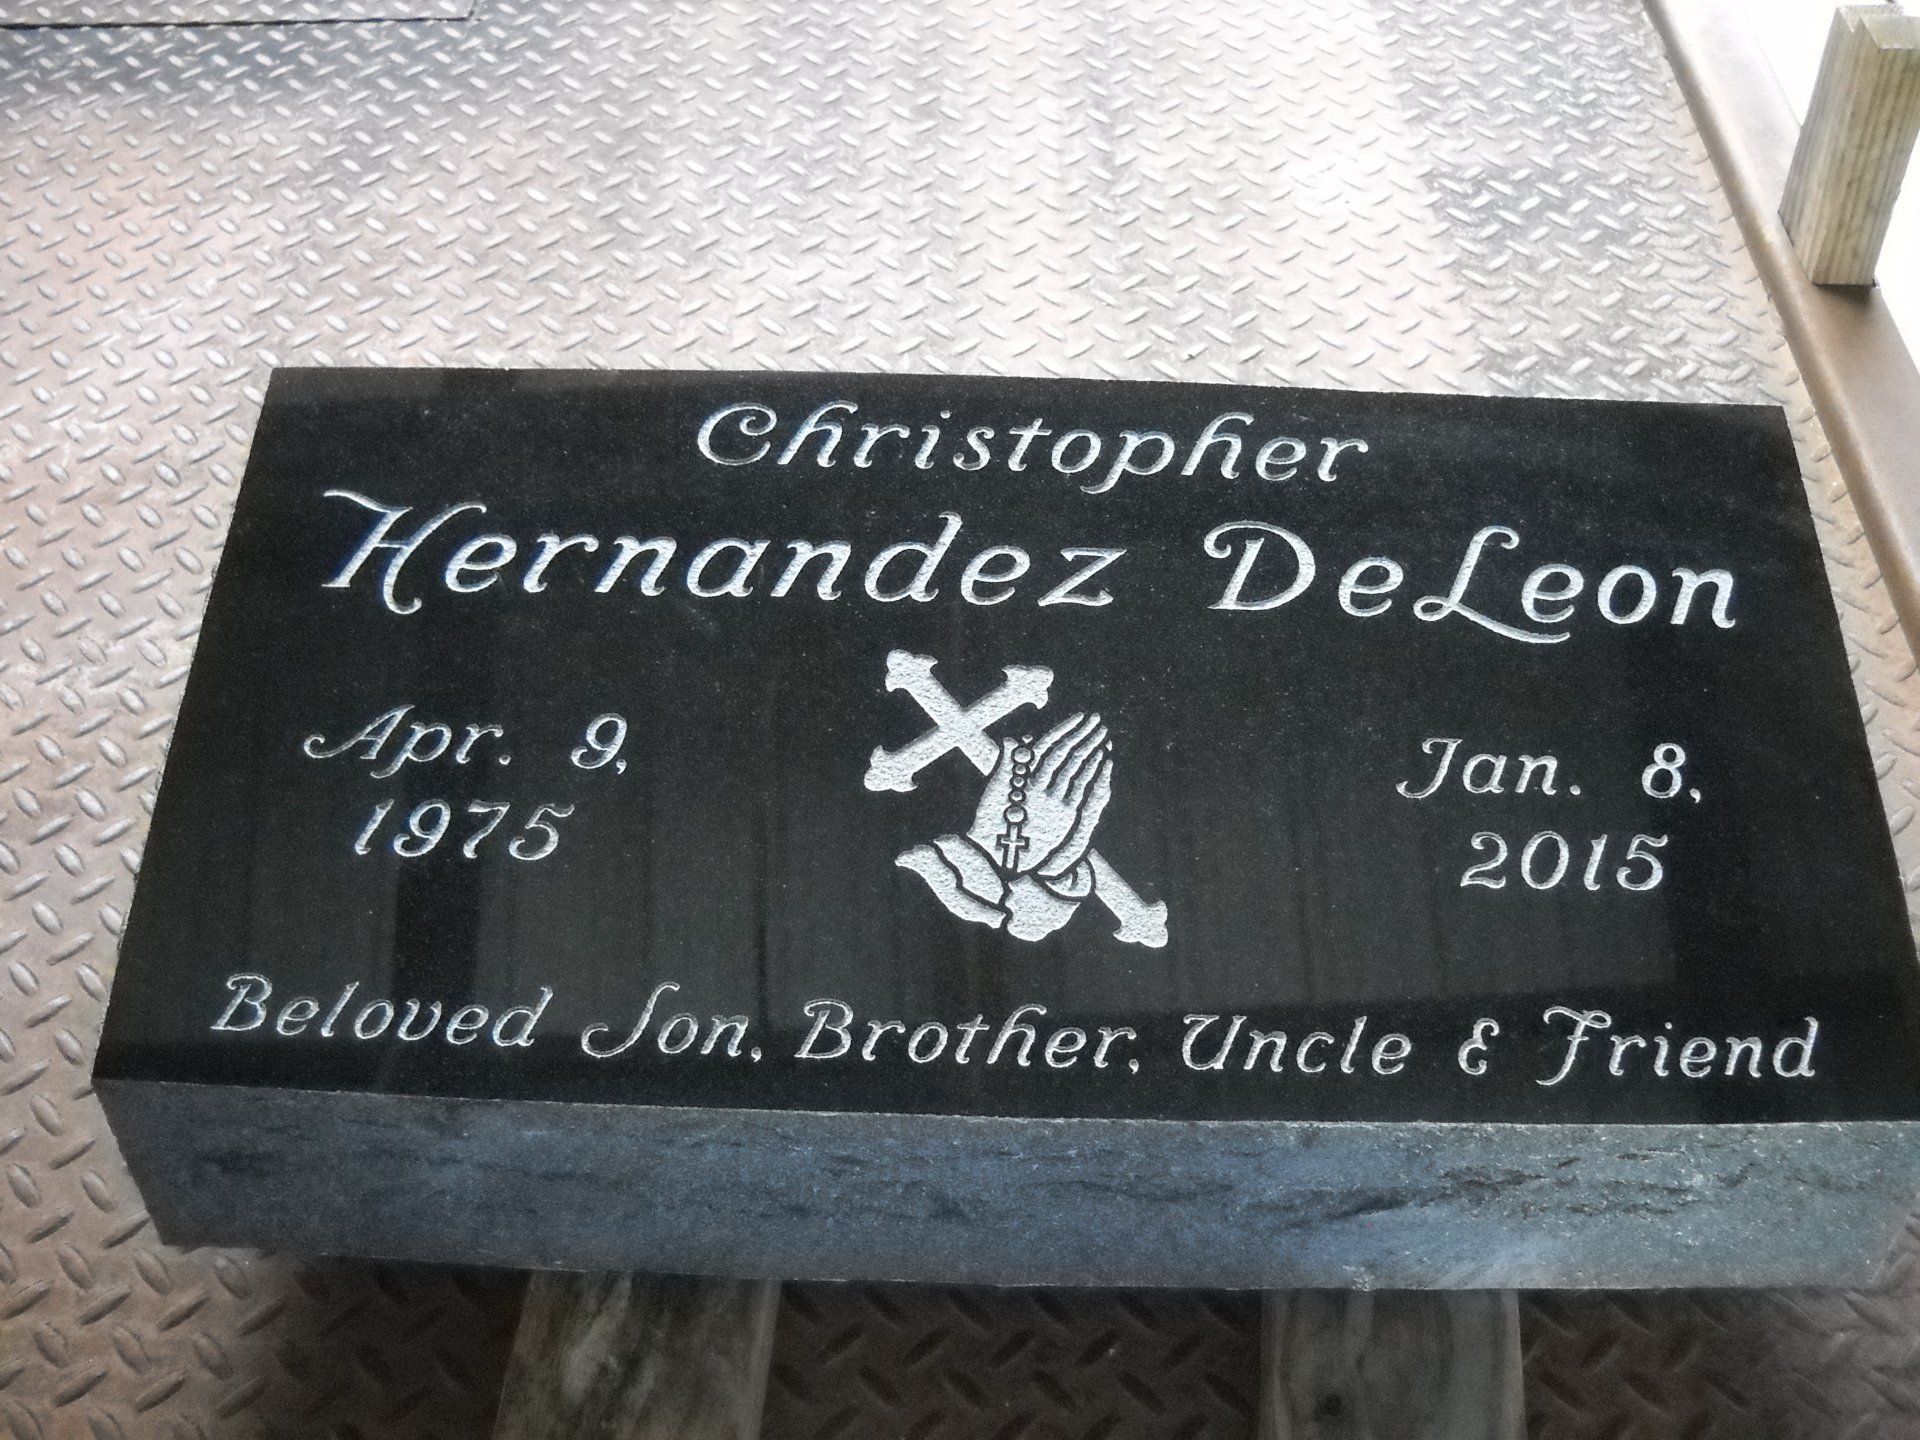 Christopher
Hernandez DeLeon
Apr. 9,
1975
Jan. 8,
2015
Beloved Son, Brother, Uncle & Friend